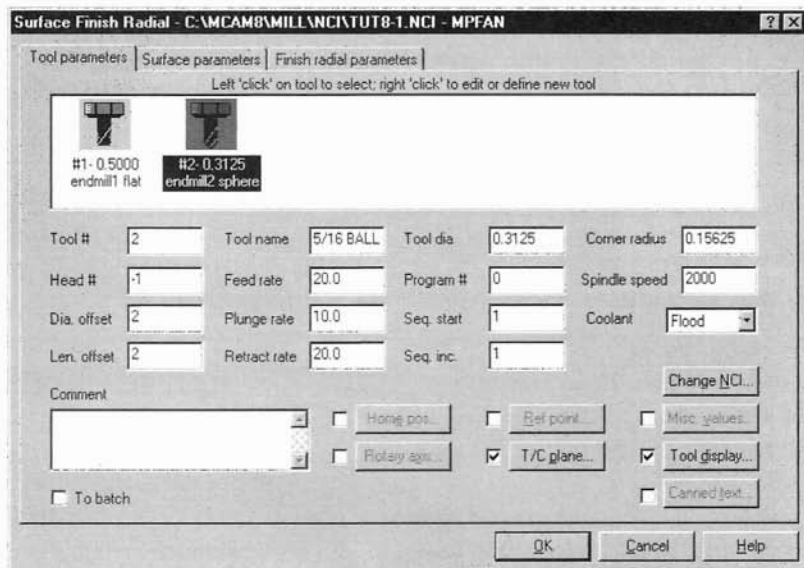 Surface Finish Radial - C:\MCAM8\MILL\NCI\TUT8-1.NCI - MPFAN
Tool parameters Surface parameters Finish radial parameters
Left 'click' on tool to select; right 'click' to edit or define new tool
#1- 0.5000
endmill1 flat
#2- 0.3125
endmill2 sphere
Tool # 2 Tool name 5/16 BALL Tool dia 0.3125 Corner radius 0.15625
Head # -1 Feed rate 20.0 Program # 0 Spindle speed 2000
Dia. offset 2 Plunge rate 10.0 Seq. start 1 Coolant Flood
Len. offset 2 Retract rate 20.0 Seq. inc. 1
Change NCI...
Comment
Home pos... Ref point... Misc. values...
Rotary axis... T/C plane... Tool display...
To batch
Canned text...
OK Cancel Help